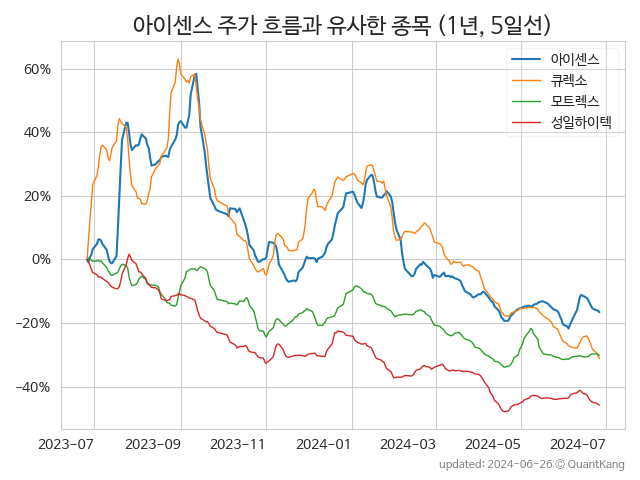 아이센스 주가 흐름과 유사한 종목 (1년, 5일선)
아이센스
큐렉소
모트렉스
성일하이텍
60%
40%
20%
0%
−20%
−40%
2023-07 2023-09 2023-11 2024-01 2024-03 2024-05 2024-07
updated: 2024-06-26 © QuantKang